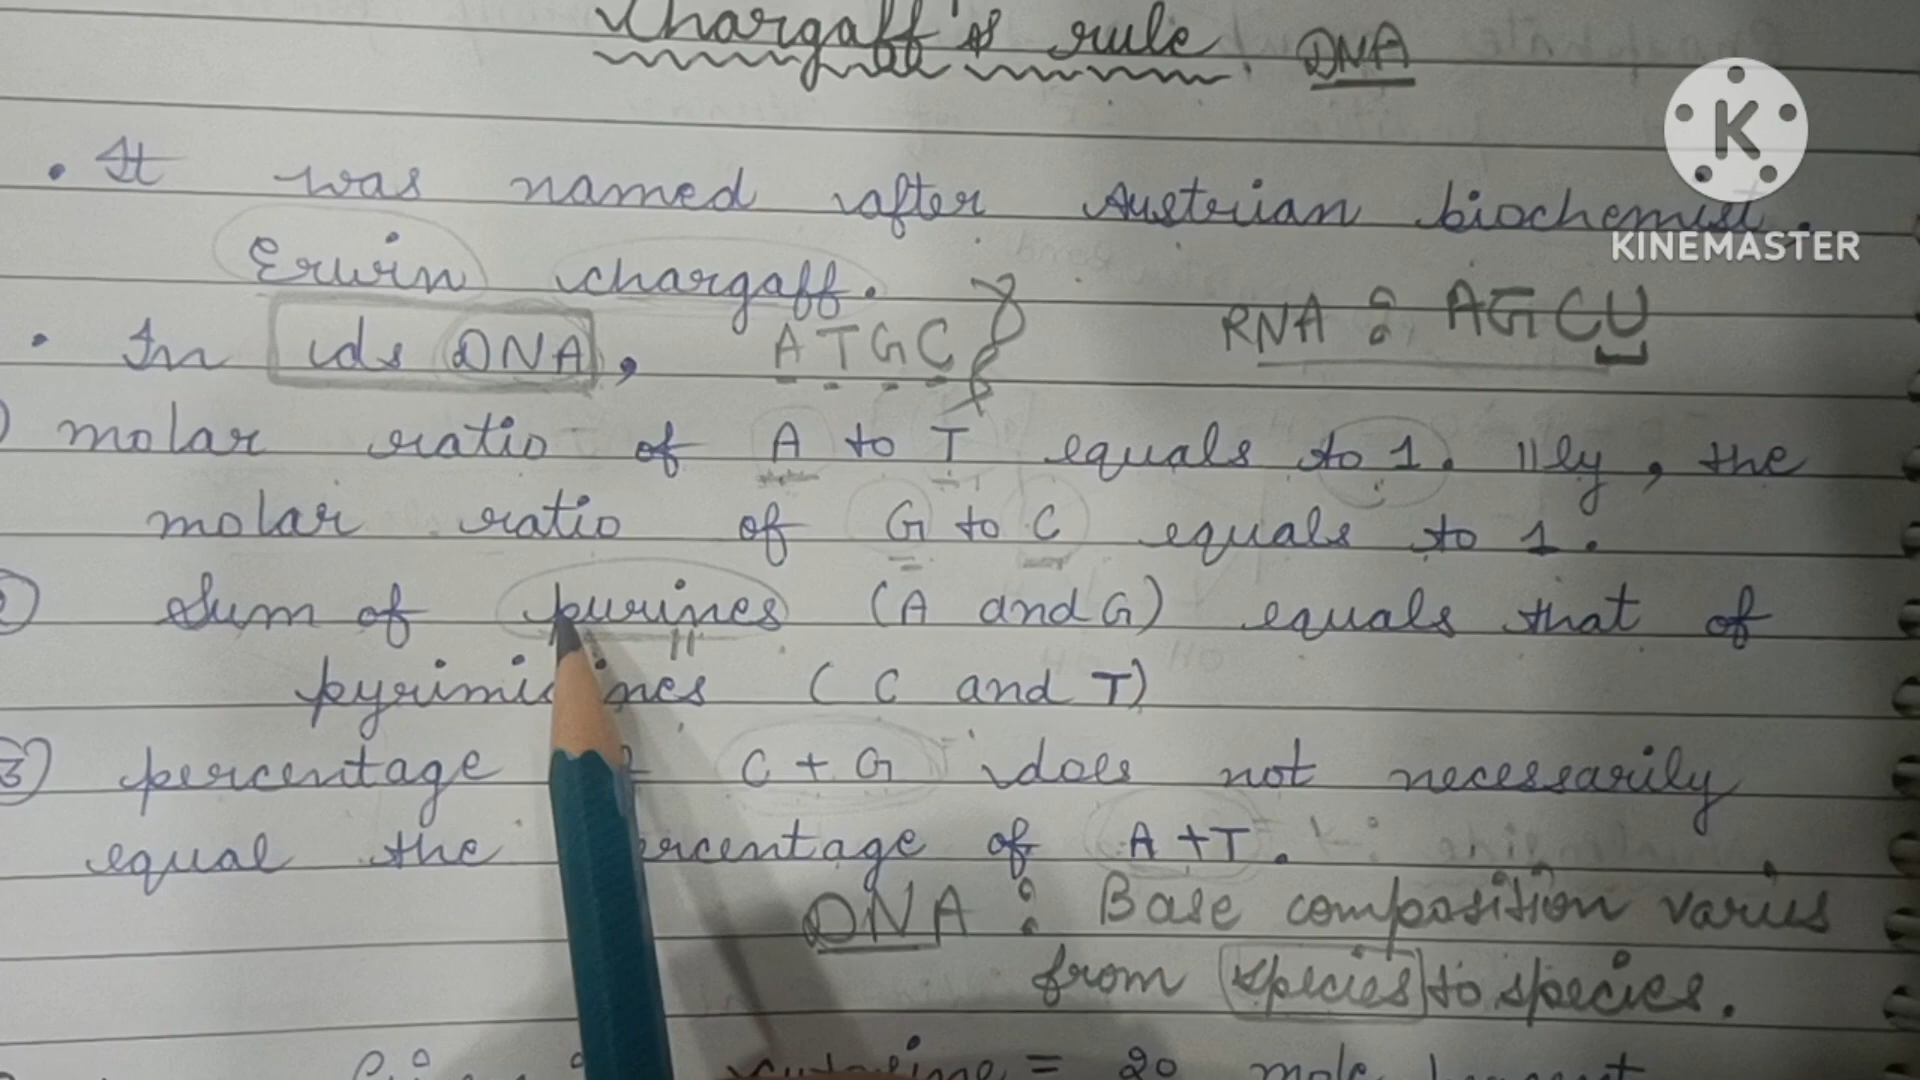 Chargaff's rule. DNA
K
• It was named after Austrian biochemist.
KINEMASTER
Erwin chargaff.
• In ds DNA, ATGC RNA : AGCU
molar ratio of A to T equals to 1. llly, the
molar ratio of G to C equals to 1.
Sum of purines (A and G) equals that of
pyrimidines (C and T)
3) percentage C + G does not necessarily
equal the percentage of A+T.
DNA : Base composition varies
from species to species.
= 20 mole